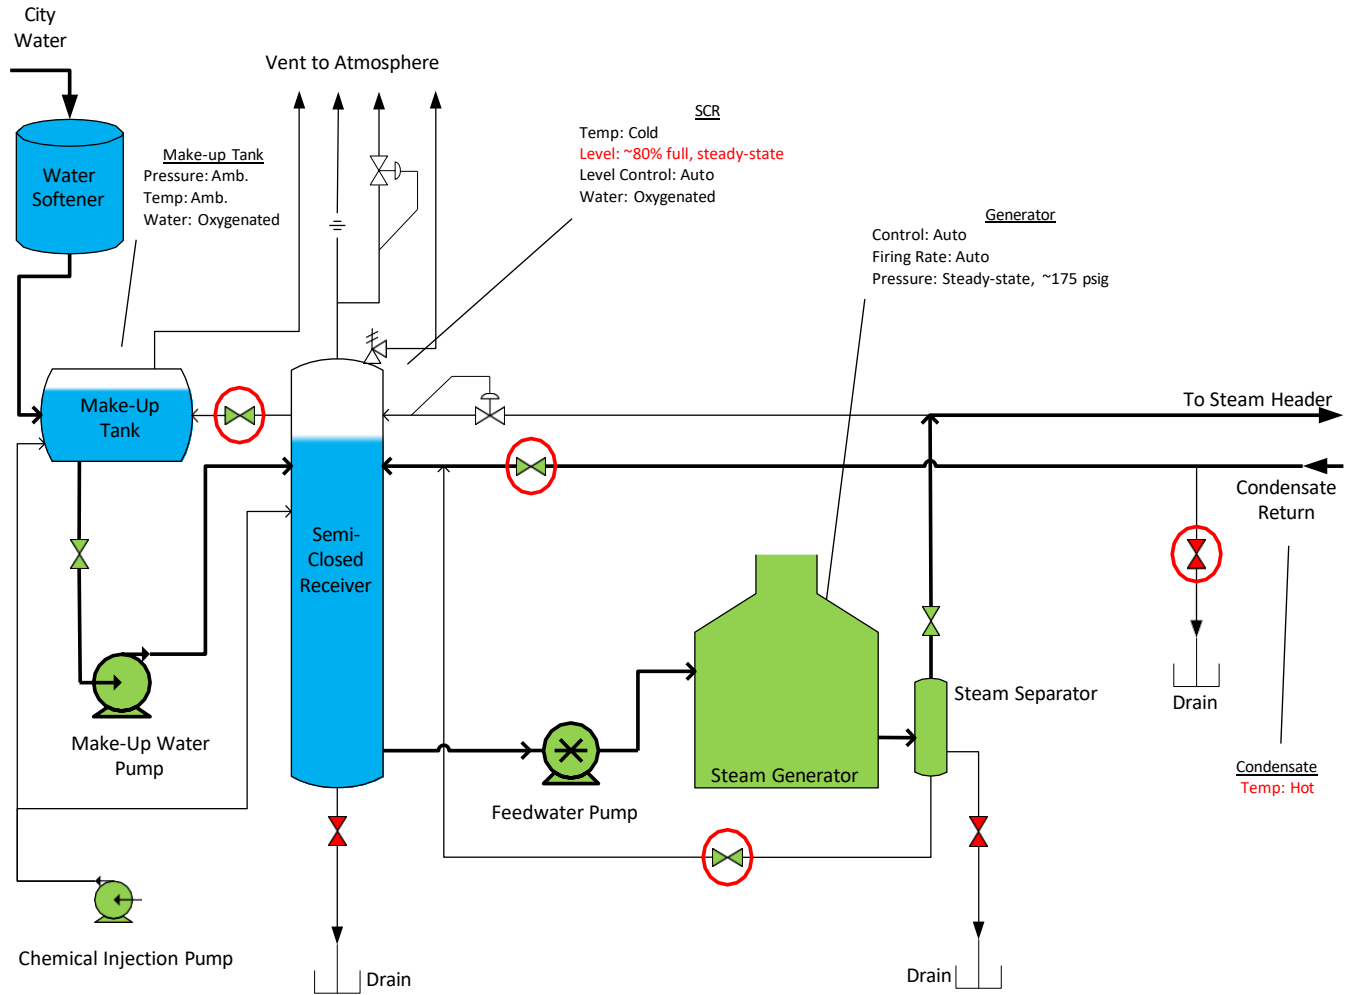 City
Water
Vent to Atmosphere
SCR
Temp: Cold
Level: ~80% full, steady-state
Level Control: Auto
Water: Oxygenated
Make-up Tank
Pressure: Amb.
Temp: Amb.
Water: Oxygenated
Water
Softener
Generator
Control: Auto
Firing Rate: Auto
Pressure: Steady-state, ~175 psig
Make-Up
Tank
To Steam Header
Condensate
Return
Semi-
Closed
Receiver
Steam Separator
Drain
Make-Up Water
Pump
Steam Generator
Feedwater Pump
Condensate
Temp: Hot
Chemical Injection Pump
Drain
Drain